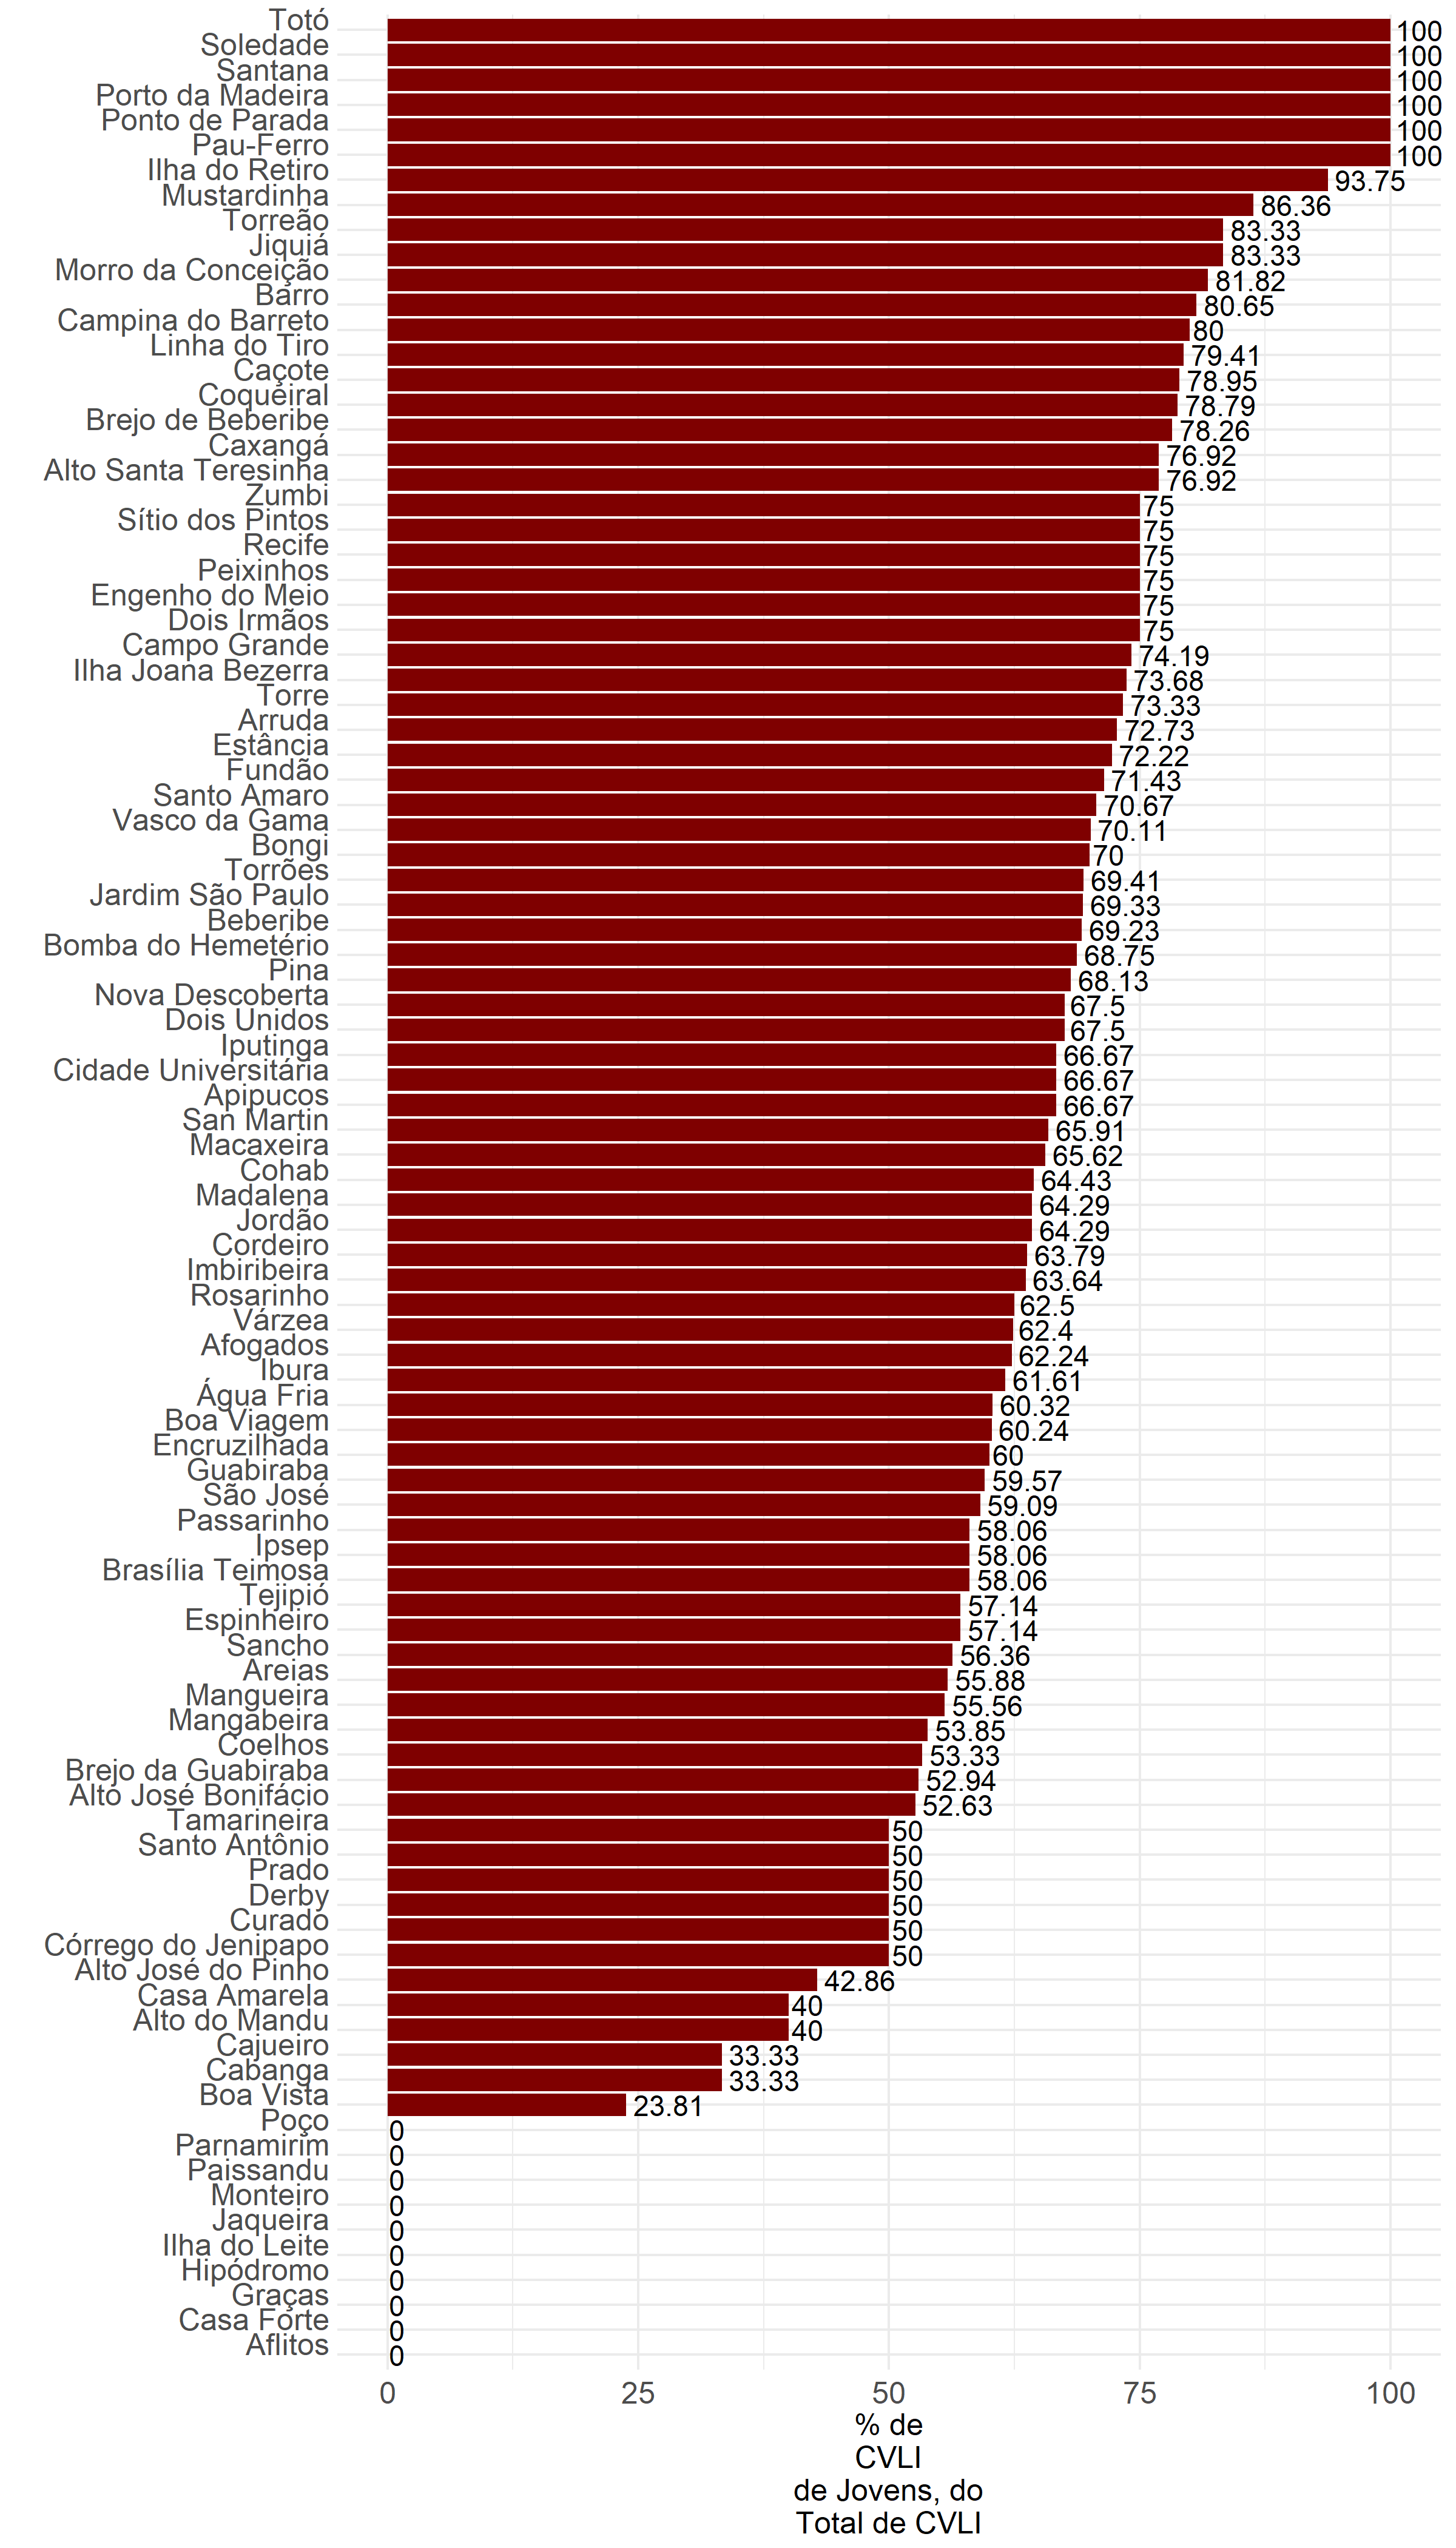 Totó 100
Soledade 100
Santana 100
Porto da Madeira 100
Ponto de Parada 100
Pau-Ferro 100
Ilha do Retiro 93.75
Mustardinha 86.36
Torreão 83.33
Jiquiá 83.33
Morro da Conceição 81.82
Barro 80.65
Campina do Barreto 80
Linha do Tiro 79.41
Caçote 78.95
Coqueiral 78.79
Brejo de Beberibe 78.26
Caxangá 76.92
Alto Santa Teresinha 76.92
Zumbi 75
Sítio dos Pintos 75
Recife 75
Peixinhos 75
Engenho do Meio 75
Dois Irmãos 75
Campo Grande 74.19
Ilha Joana Bezerra 73.68
Torre 73.33
Arruda 72.73
Estância 72.22
Fundão 71.43
Santo Amaro 70.67
Vasco da Gama 70.11
Bongi 70
Torrões 69.41
Jardim São Paulo 69.33
Beberibe 69.23
Bomba do Hemetério 68.75
Pina 68.13
Nova Descoberta 67.5
Dois Unidos 67.5
Iputinga 66.67
Cidade Universitária 66.67
Apipucos 66.67
San Martin 65.91
Macaxeira 65.62
Cohab 64.43
Madalena 64.29
Jordão 64.29
Cordeiro 63.79
Imbiribeira 63.64
Rosarinho 62.5
Várzea 62.4
Afogados 62.24
Ibura 61.61
Água Fria 60.32
Boa Viagem 60.24
Encruzilhada 60
Guabiraba 59.57
São José 59.09
Passarinho 58.06
Ipsep 58.06
Brasília Teimosa 58.06
Tejipió 57.14
Espinheiro 57.14
Sancho 56.36
Areias 55.88
Mangueira 55.56
Mangabeira 53.85
Coelhos 53.33
Brejo da Guabiraba 52.94
Alto José Bonifácio 52.63
Tamarineira 50
Santo Antônio 50
Prado 50
Derby 50
Curado 50
Córrego do Jenipapo 50
Alto José do Pinho 42.86
Casa Amarela 40
Alto do Mandu 40
Cajueiro 33.33
Cabanga 33.33
Boa Vista 23.81
Poço 0
Parnamirim 0
Paissandu 0
Monteiro 0
Jaqueira 0
Ilha do Leite 0
Hipódromo 0
Graças 0
Casa Forte 0
Aflitos 0
0 25 50 75 100
% de
CVLI
de Jovens, do
Total de CVLI